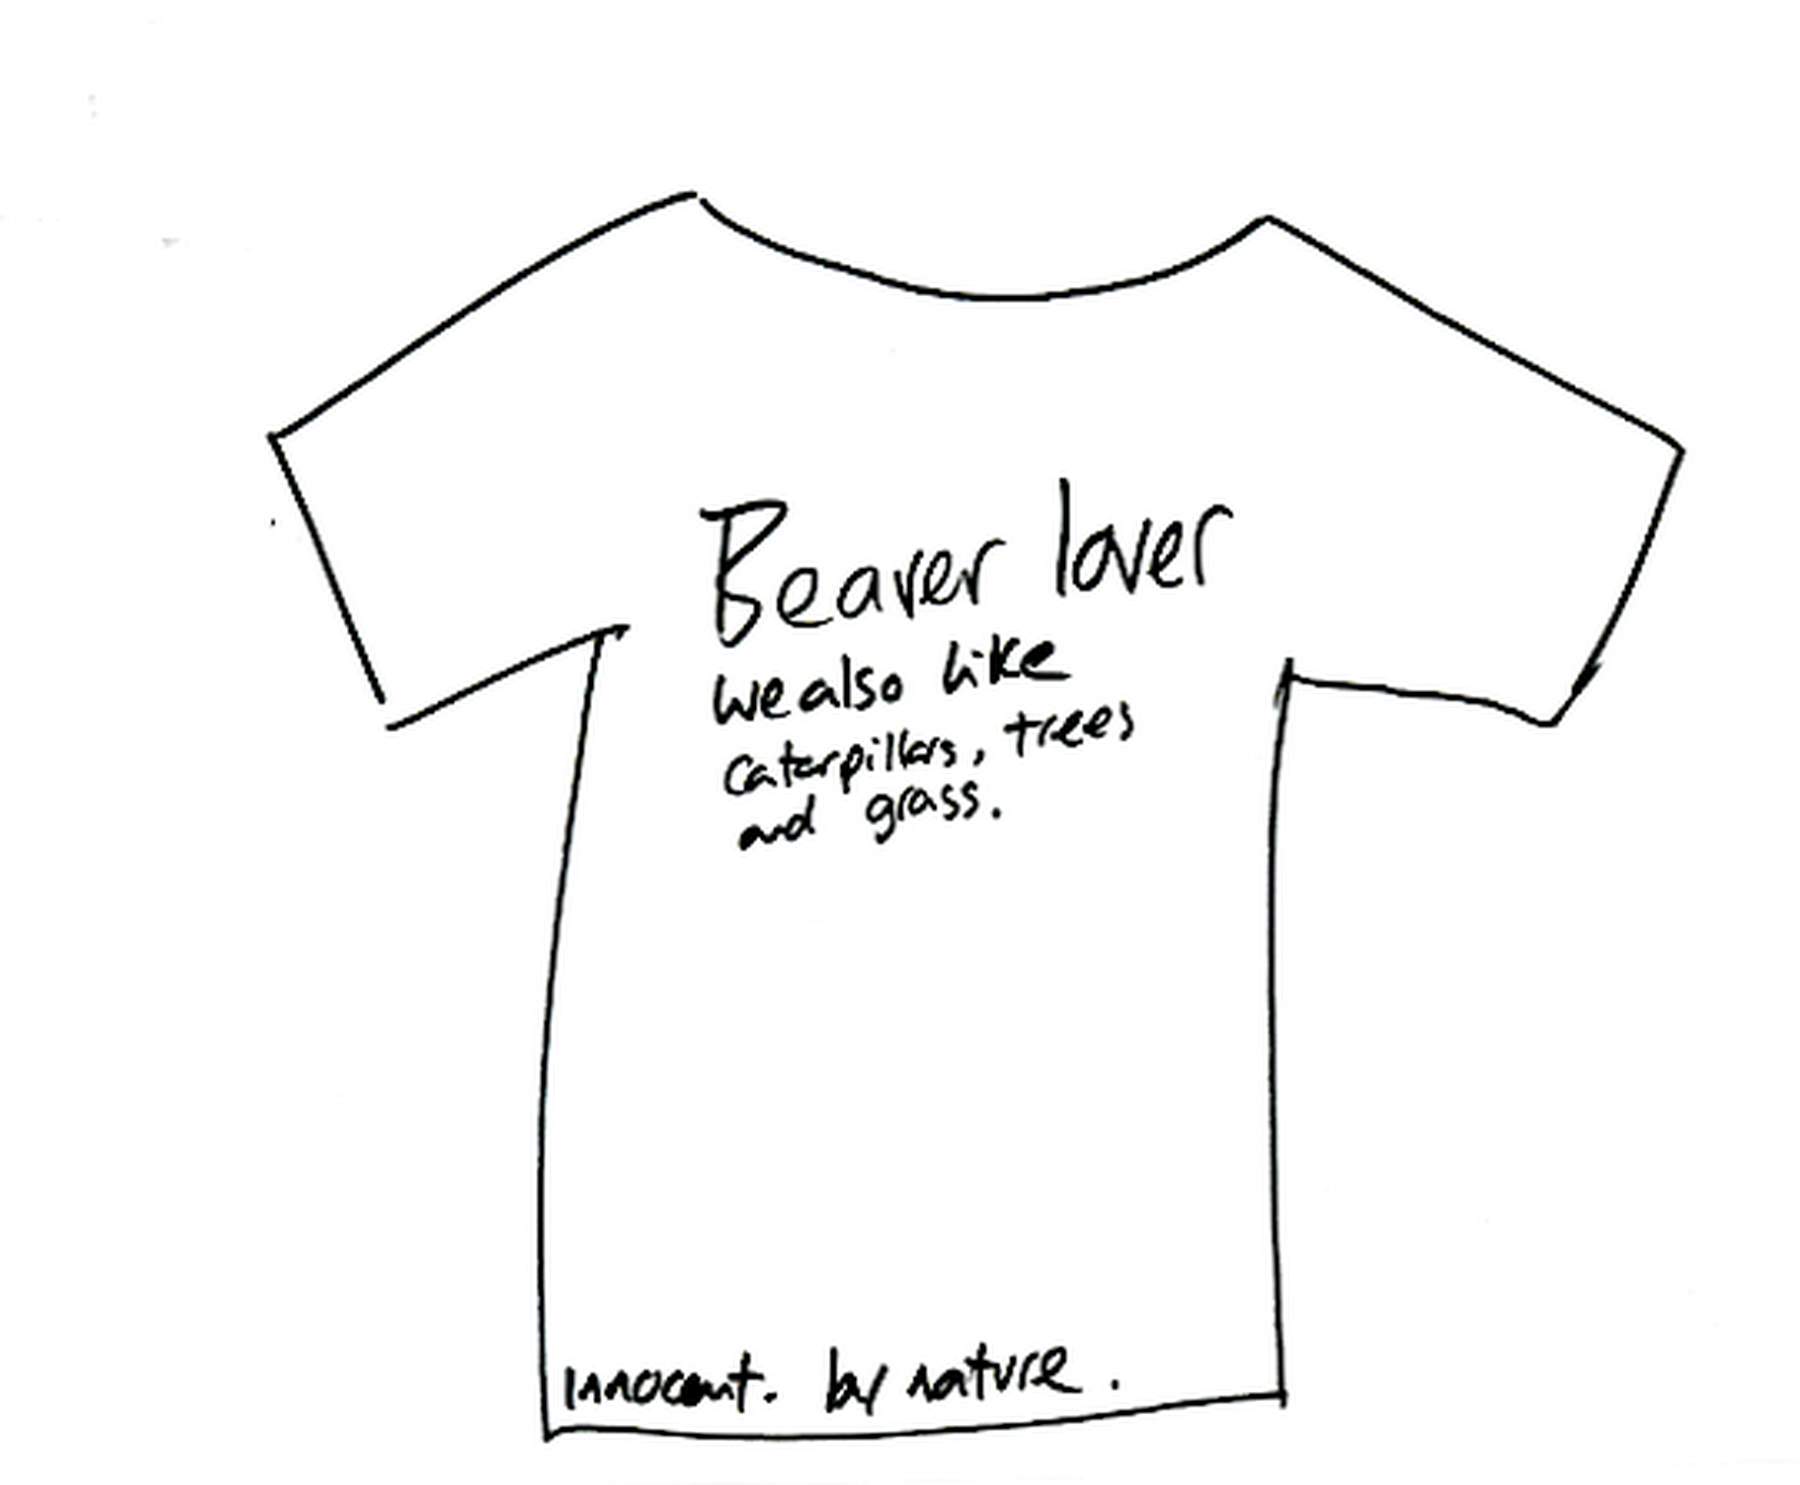 Beaver lover
we also like
caterpillars, trees
and grass.
innocent. by nature.